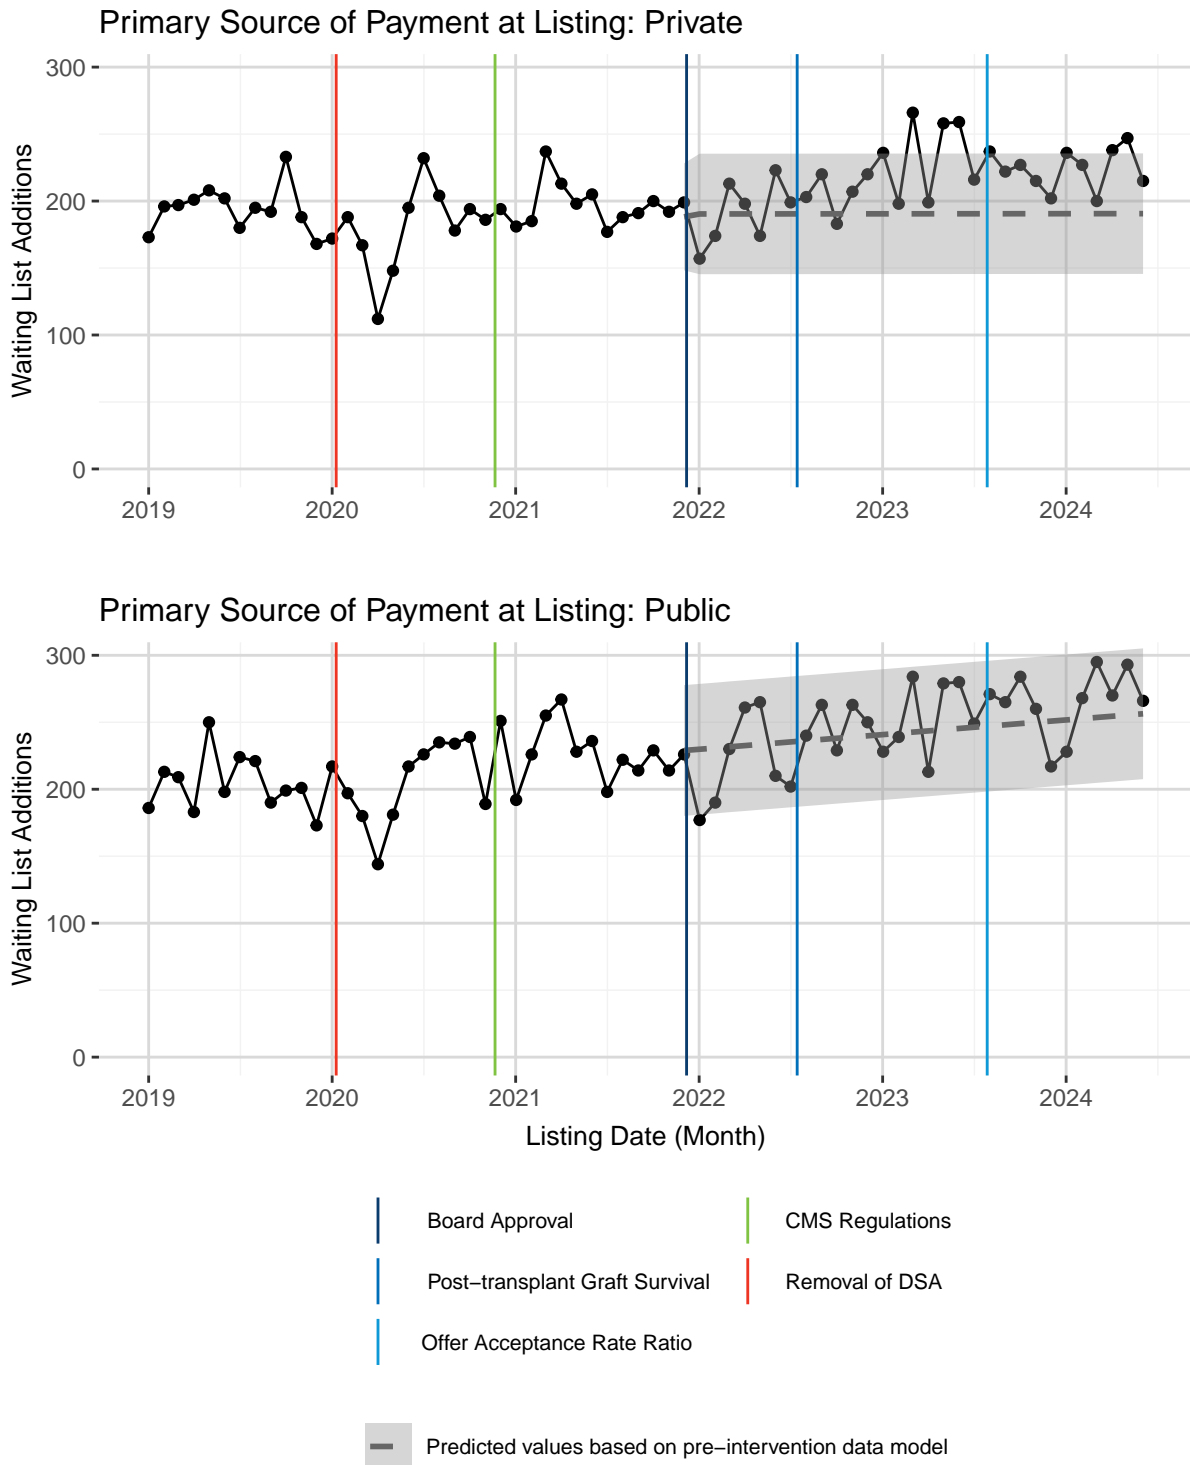 Primary Source of Payment at Listing: Private
Waiting List Additions
300
200
100
0
2019 2020 2021 2022 2023 2024
Primary Source of Payment at Listing: Public
Waiting List Additions
300
200
100
0
2019 2020 2021 2022 2023 2024
Listing Date (Month)
Board Approval
CMS Regulations
Post−transplant Graft Survival
Removal of DSA
Offer Acceptance Rate Ratio
Predicted values based on pre−intervention data model